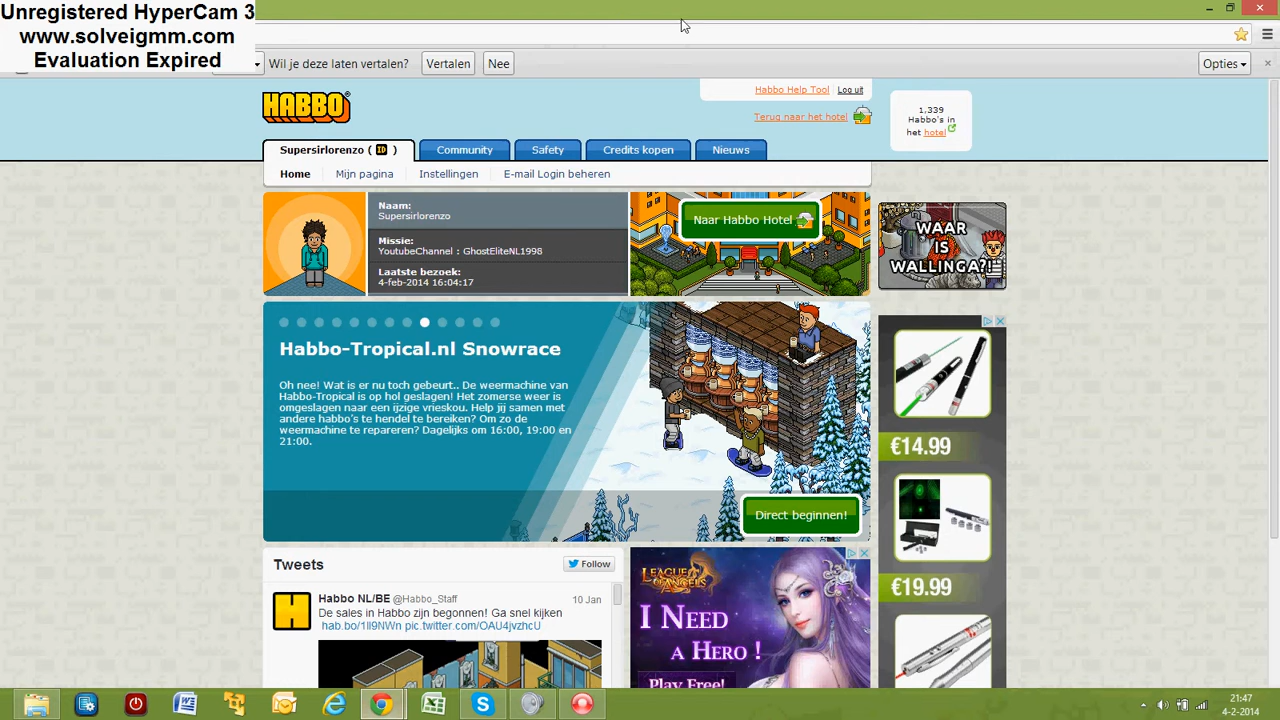 Unregistered HyperCam 3
www.solveigmm.com
Evaluation Expired
Wil je deze laten vertalen?
Vertalen
Nee
Opties
HABBO
Habbo Help Tool
Log uit
Terug naar het hotel
1,339
Habbo's in
het hotel
Supersirlorenzo ( ID )
Community
Safety
Credits kopen
Nieuws
Home
Mijn pagina
Instellingen
E-mail Login beheren
Naam:
Supersirlorenzo
Missie:
YoutubeChannel : GhostEliteNL1998
Laatste bezoek:
4-feb-2014 16:04:17
Naar Habbo Hotel
WAAR
IS
WALLINGA?!
Habbo-Tropical.nl Snowrace
Oh nee! Wat is er nu toch gebeurt.. De weermachine van
Habbo-Tropical is op hol geslagen! Het zomerse weer is
omgeslagen naar een ijzige vrieskou. Help jij samen met
andere habbo's te hendel te bereiken? Om zo de
weermachine te repareren? Dagelijks om 16:00, 19:00 en
21:00.
Direct beginnen!
€14.99
€19.99
Tweets
Follow
Habbo NL/BE @Habbo_Staff
10 Jan
De sales in Habbo zijn begonnen! Ga snel kijken
hab.bo/1ll9NWn pic.twitter.com/OAU4jvzhcU
LEAGUE OF ANGELS
I NEED
A HERO !
Play Free!
21:47
4-2-2014